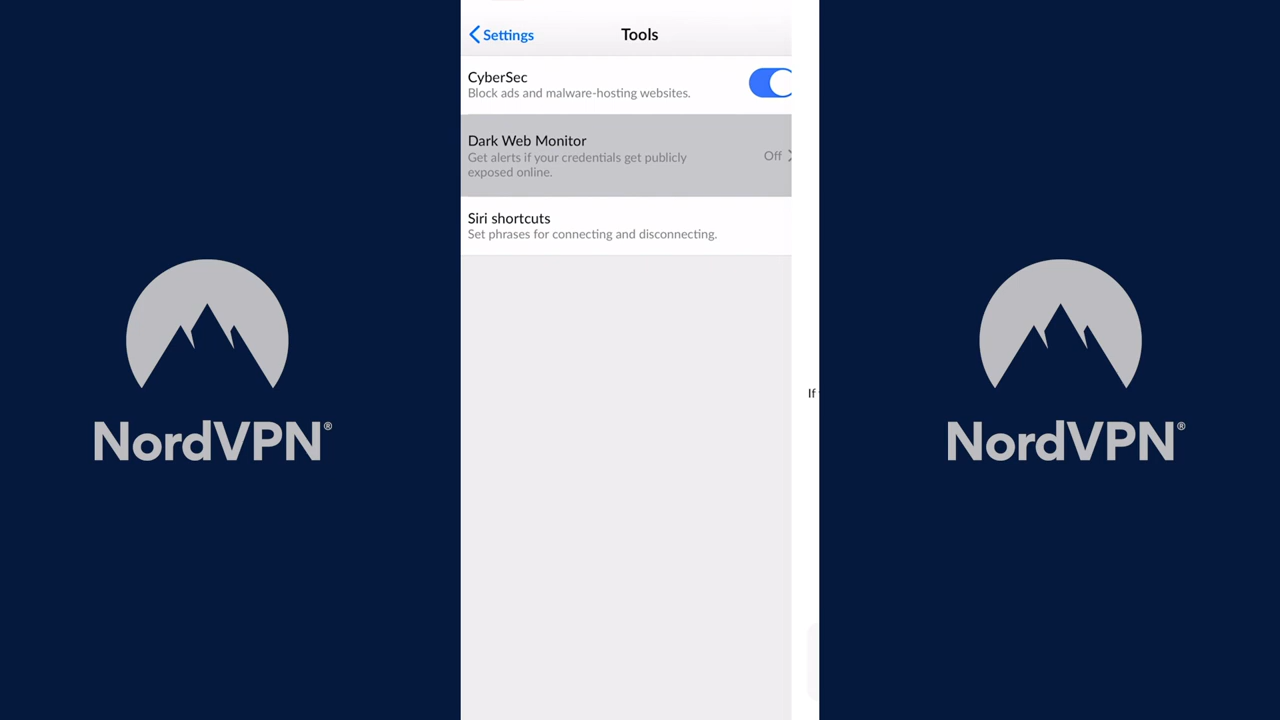 Settings
Tools
CyberSec
Block ads and malware-hosting websites.
Dark Web Monitor
Get alerts if your credentials get publicly
exposed online.
Off
Siri shortcuts
Set phrases for connecting and disconnecting.
If
NordVPN®
NordVPN®